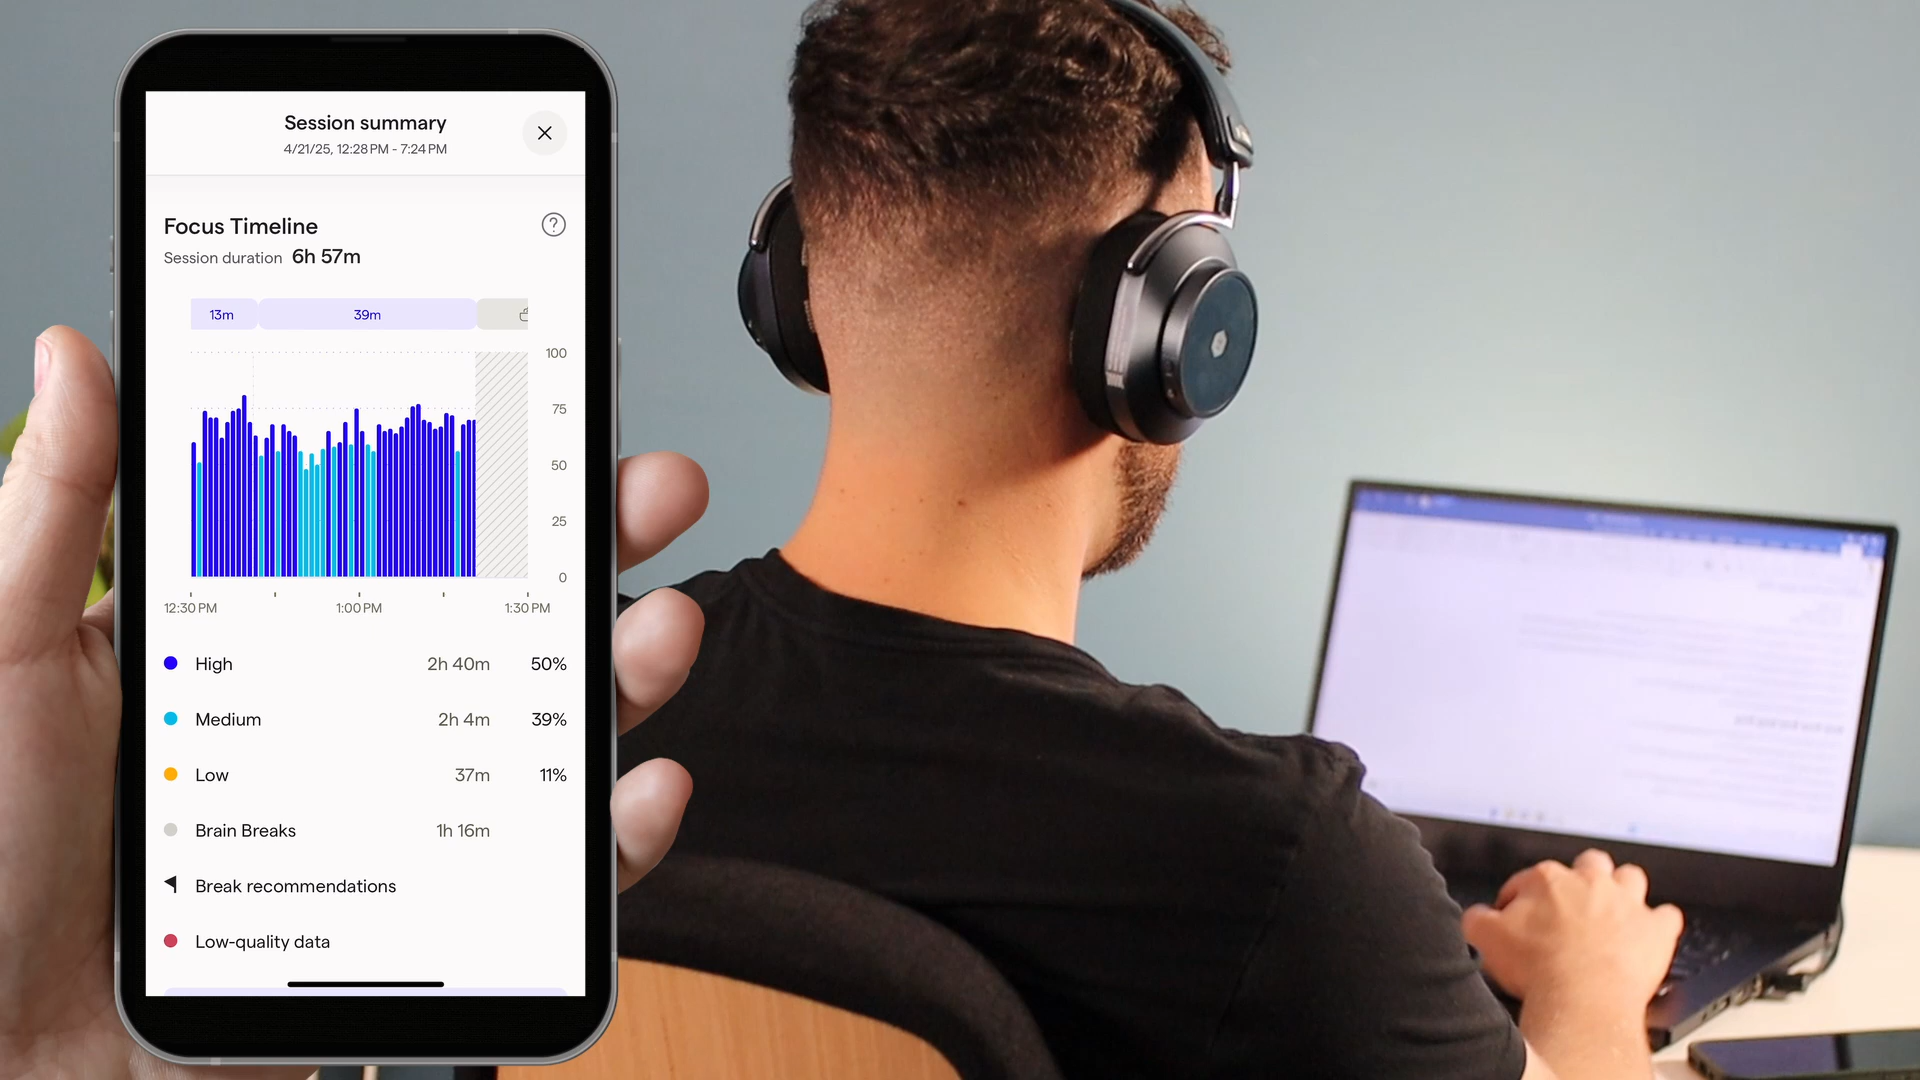 Session summary
4/21/25, 12:28 PM - 7:24 PM
Focus Timeline
Session duration 6h 57m
13m 39m
100
75
50
25
0
12:30 PM 1:00 PM 1:30 PM
High 2h 40m 50%
Medium 2h 4m 39%
Low 37m 11%
Brain Breaks 1h 16m
Break recommendations
Low-quality data